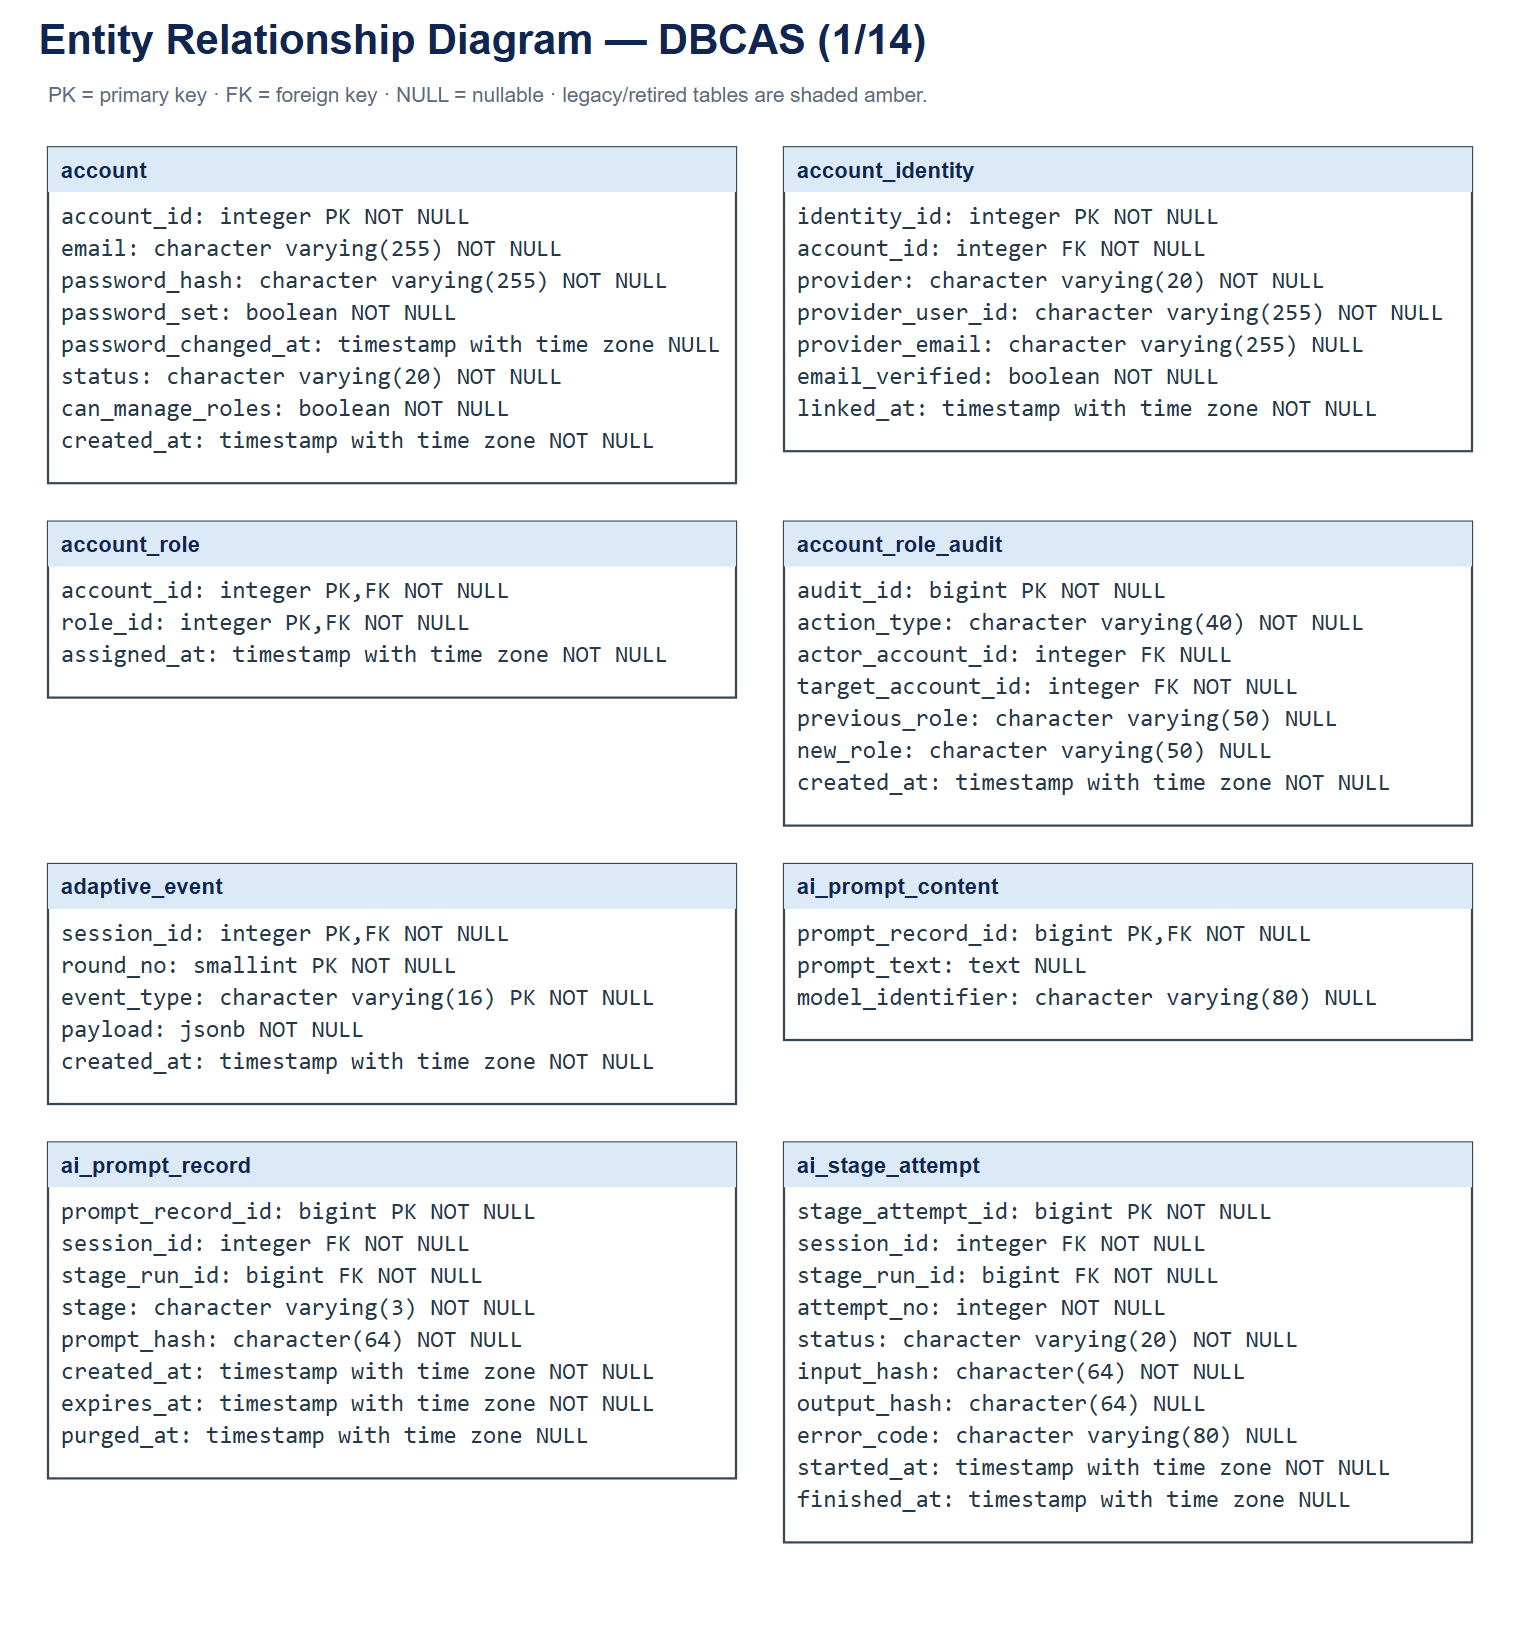 Entity Relationship Diagram — DBCAS (1/14)
PK = primary key · FK = foreign key · NULL = nullable · legacy/retired tables are shaded amber.
account
account_id: integer PK NOT NULL
email: character varying(255) NOT NULL
password_hash: character varying(255) NOT NULL
password_set: boolean NOT NULL
password_changed_at: timestamp with time zone NULL
status: character varying(20) NOT NULL
can_manage_roles: boolean NOT NULL
created_at: timestamp with time zone NOT NULL
account_identity
identity_id: integer PK NOT NULL
account_id: integer FK NOT NULL
provider: character varying(20) NOT NULL
provider_user_id: character varying(255) NOT NULL
provider_email: character varying(255) NULL
email_verified: boolean NOT NULL
linked_at: timestamp with time zone NOT NULL
account_role
account_id: integer PK,FK NOT NULL
role_id: integer PK,FK NOT NULL
assigned_at: timestamp with time zone NOT NULL
account_role_audit
audit_id: bigint PK NOT NULL
action_type: character varying(40) NOT NULL
actor_account_id: integer FK NULL
target_account_id: integer FK NOT NULL
previous_role: character varying(50) NULL
new_role: character varying(50) NULL
created_at: timestamp with time zone NOT NULL
adaptive_event
session_id: integer PK,FK NOT NULL
round_no: smallint PK NOT NULL
event_type: character varying(16) PK NOT NULL
payload: jsonb NOT NULL
created_at: timestamp with time zone NOT NULL
ai_prompt_content
prompt_record_id: bigint PK,FK NOT NULL
prompt_text: text NULL
model_identifier: character varying(80) NULL
ai_prompt_record
prompt_record_id: bigint PK NOT NULL
session_id: integer FK NOT NULL
stage_run_id: bigint FK NOT NULL
stage: character varying(3) NOT NULL
prompt_hash: character(64) NOT NULL
created_at: timestamp with time zone NOT NULL
expires_at: timestamp with time zone NOT NULL
purged_at: timestamp with time zone NULL
ai_stage_attempt
stage_attempt_id: bigint PK NOT NULL
session_id: integer FK NOT NULL
stage_run_id: bigint FK NOT NULL
attempt_no: integer NOT NULL
status: character varying(20) NOT NULL
input_hash: character(64) NOT NULL
output_hash: character(64) NULL
error_code: character varying(80) NULL
started_at: timestamp with time zone NOT NULL
finished_at: timestamp with time zone NULL